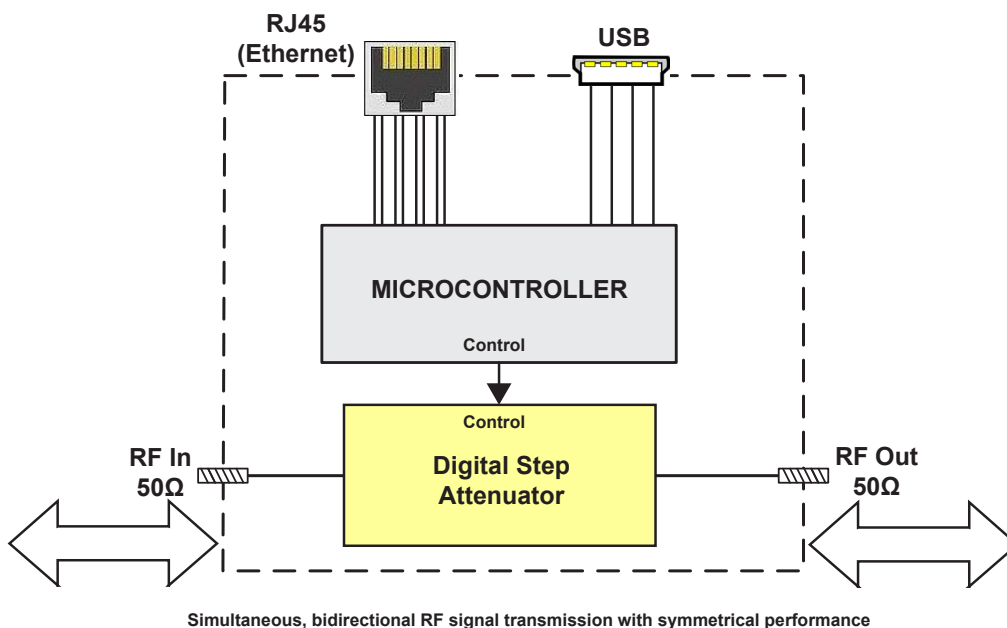 RJ45
(Ethernet)
USB
MICROCONTROLLER
Control
Control
Digital Step
Attenuator
RF In
50Ω
RF Out
50Ω
Simultaneous, bidirectional RF signal transmission with symmetrical performance